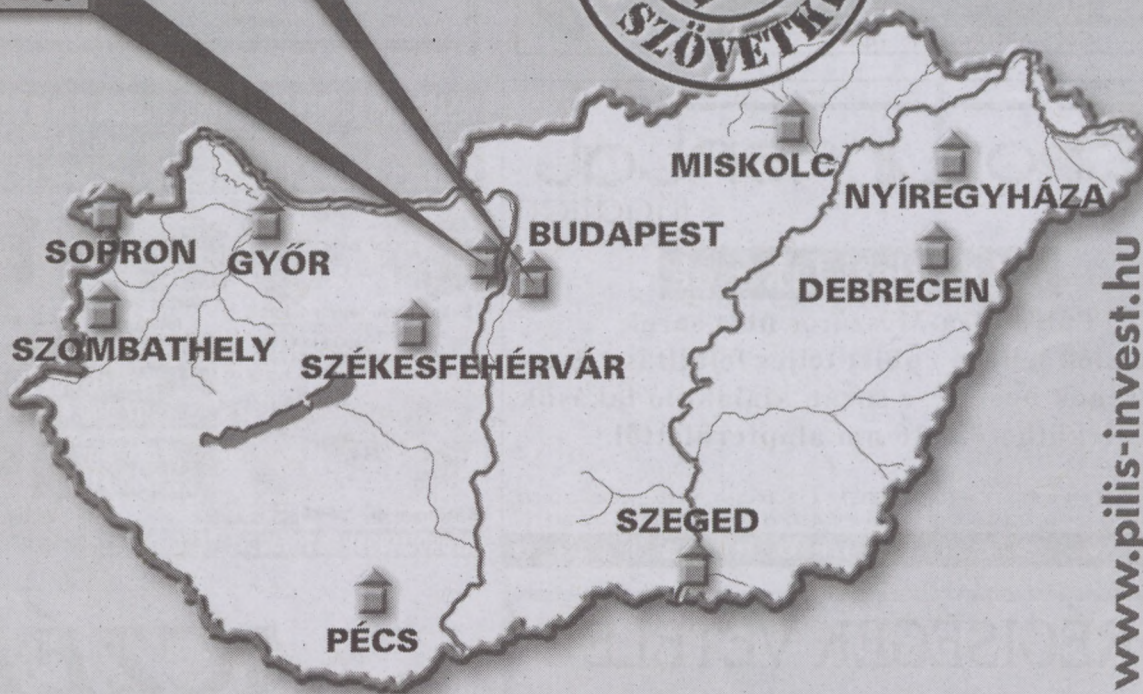 SZÖVETK
MISKOLC
NYÍREGYHÁZA
BUDAPEST
SOPRON
GYŐR
DEBRECEN
SZOMBATHELY
SZÉKESFEHÉRVÁR
SZEGED
PÉCS
www.pilis-invest.hu